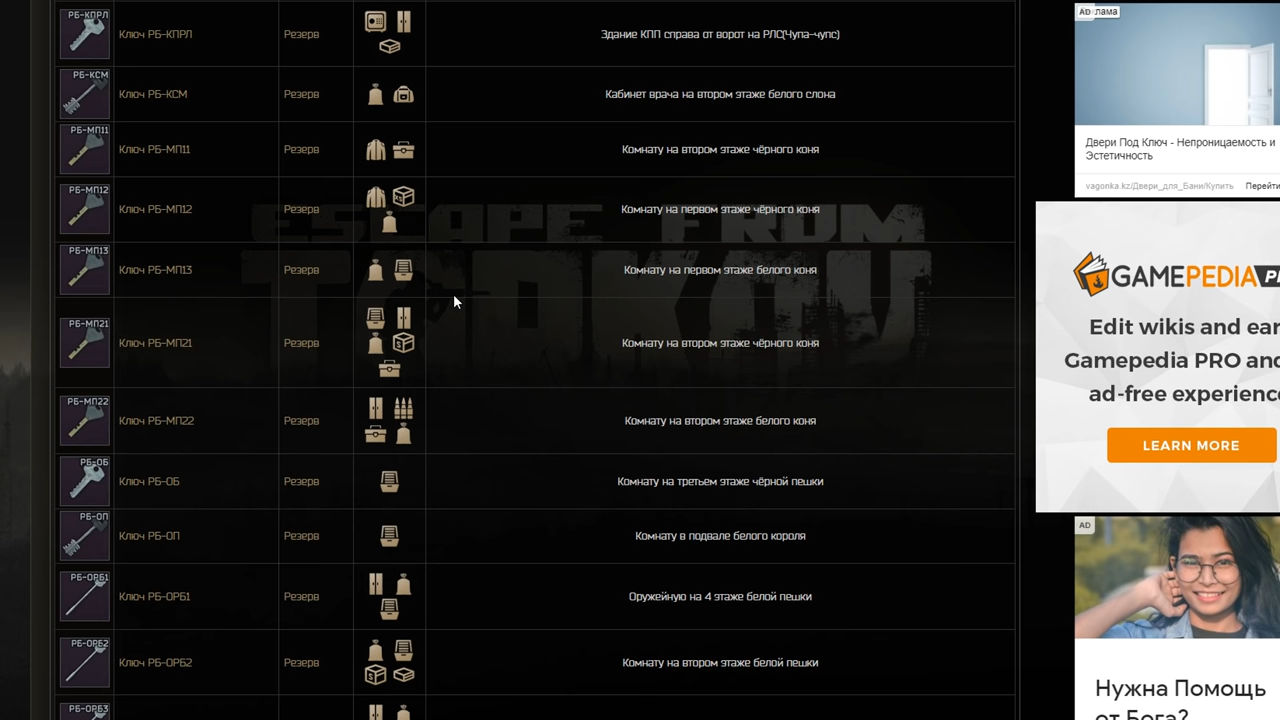 РБ-КПРЛ
Ключ РБ-КПРЛ
Резерв
Здание КПП справа от ворот на РЛС(Чупа-чупс)
РБ-КСМ
Ключ РБ-КСМ
Резерв
Кабинет врача на втором этаже белого слона
РБ-МП11
Ключ РБ-МП11
Резерв
Комнату на втором этаже чёрного коня
РБ-МП12
Ключ РБ-МП12
Резерв
Комнату на первом этаже чёрного коня
РБ-МП13
Ключ РБ-МП13
Резерв
Комнату на первом этаже белого коня
РБ-МП21
Ключ РБ-МП21
Резерв
Комнату на втором этаже чёрного коня
РБ-МП22
Ключ РБ-МП22
Резерв
Комнату на втором этаже белого коня
РБ-ОБ
Ключ РБ-ОБ
Резерв
Комнату на третьем этаже чёрной пешки
РБ-ОП
Ключ РБ-ОП
Резерв
Комнату в подвале белого короля
РБ-ОРБ1
Ключ РБ-ОРБ1
Резерв
Оружейную на 4 этаже белой пешки
РБ-ОРБ2
Ключ РБ-ОРБ2
Резерв
Комнату на втором этаже белой пешки
РБ-ОРБ3
ESCAPE FROM
TARKOV
AD
Двери Под Ключ - Непроницаемость и
Эстетичность
vagonka.kz/Двери_для_Бани/Купить
GAMEPEDIA
Edit wikis and
Gamepedia PRO
ad-free
LEARN MORE
AD
Нужна Помощь
от Бога?